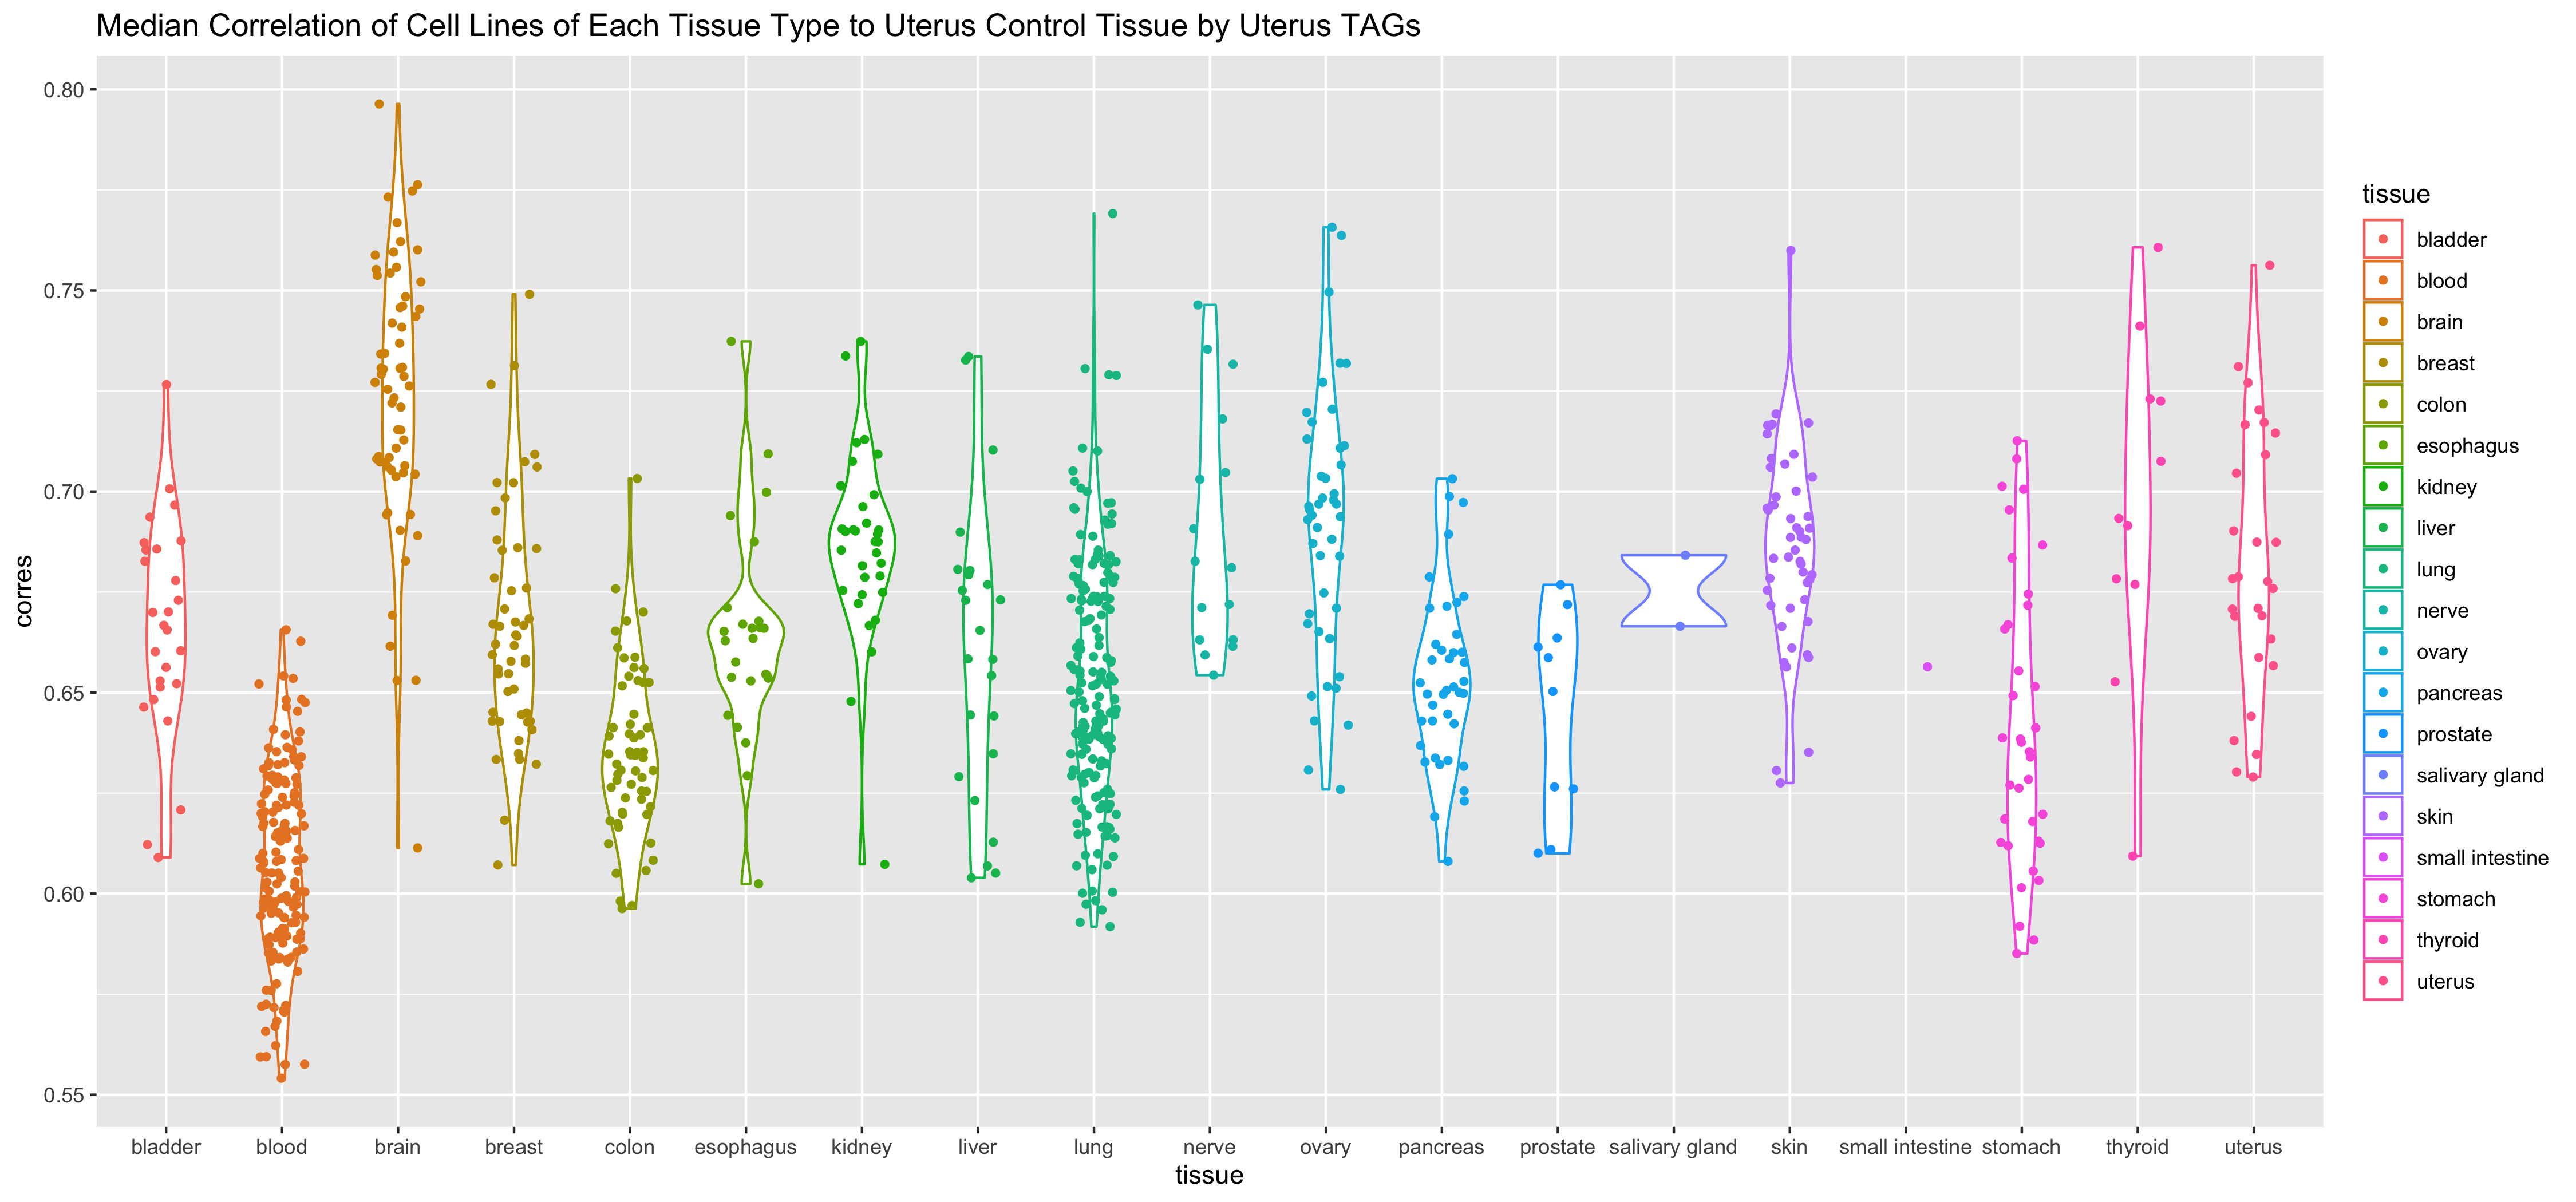 Median Correlation of Cell Lines of Each Tissue Type to Uterus Control Tissue by Uterus TAGs
corres
0.80
0.75
0.70
0.65
0.60
0.55
bladder blood brain breast colon esophagus kidney liver lung nerve ovary pancreas prostate salivary gland skin small intestine stomach thyroid uterus
tissue
tissue
bladder
blood
brain
breast
colon
esophagus
kidney
liver
lung
nerve
ovary
pancreas
prostate
salivary gland
skin
small intestine
stomach
thyroid
uterus